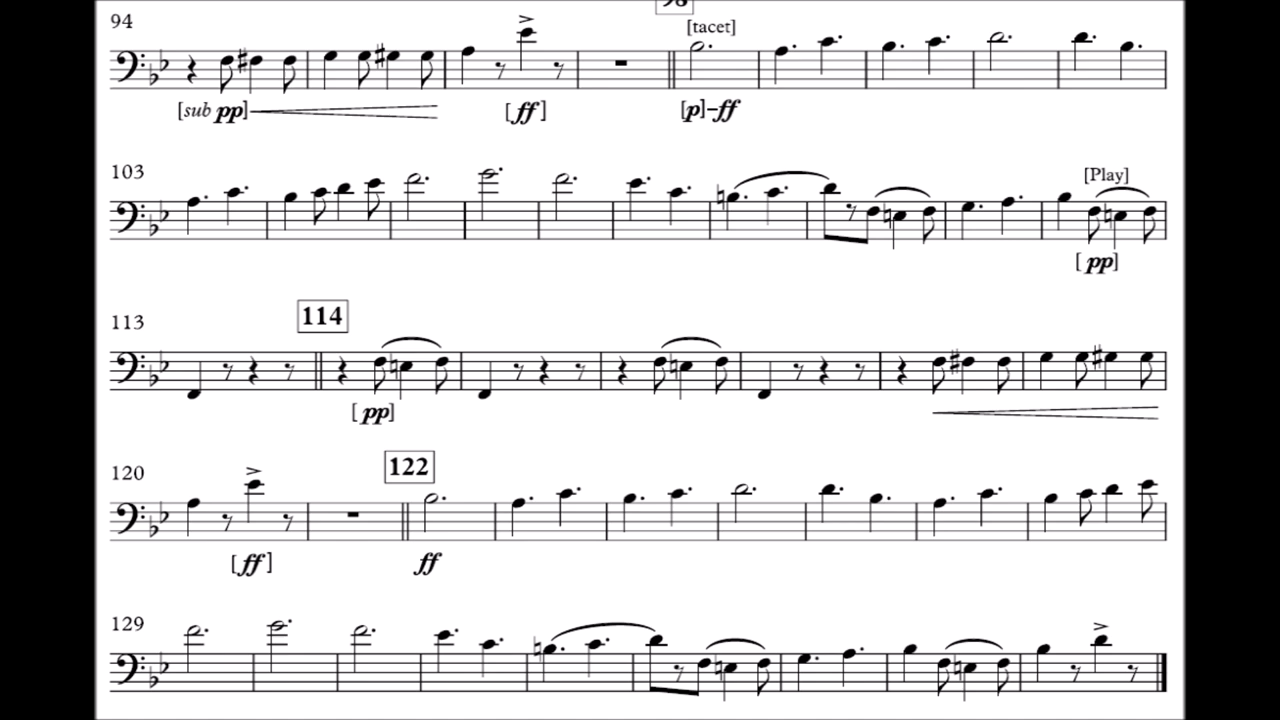 98
94
[tacet]
[sub pp] [ff] [p]–ff
103
[Play]
[pp]
114
113
[pp]
122
120
[ff] ff
129